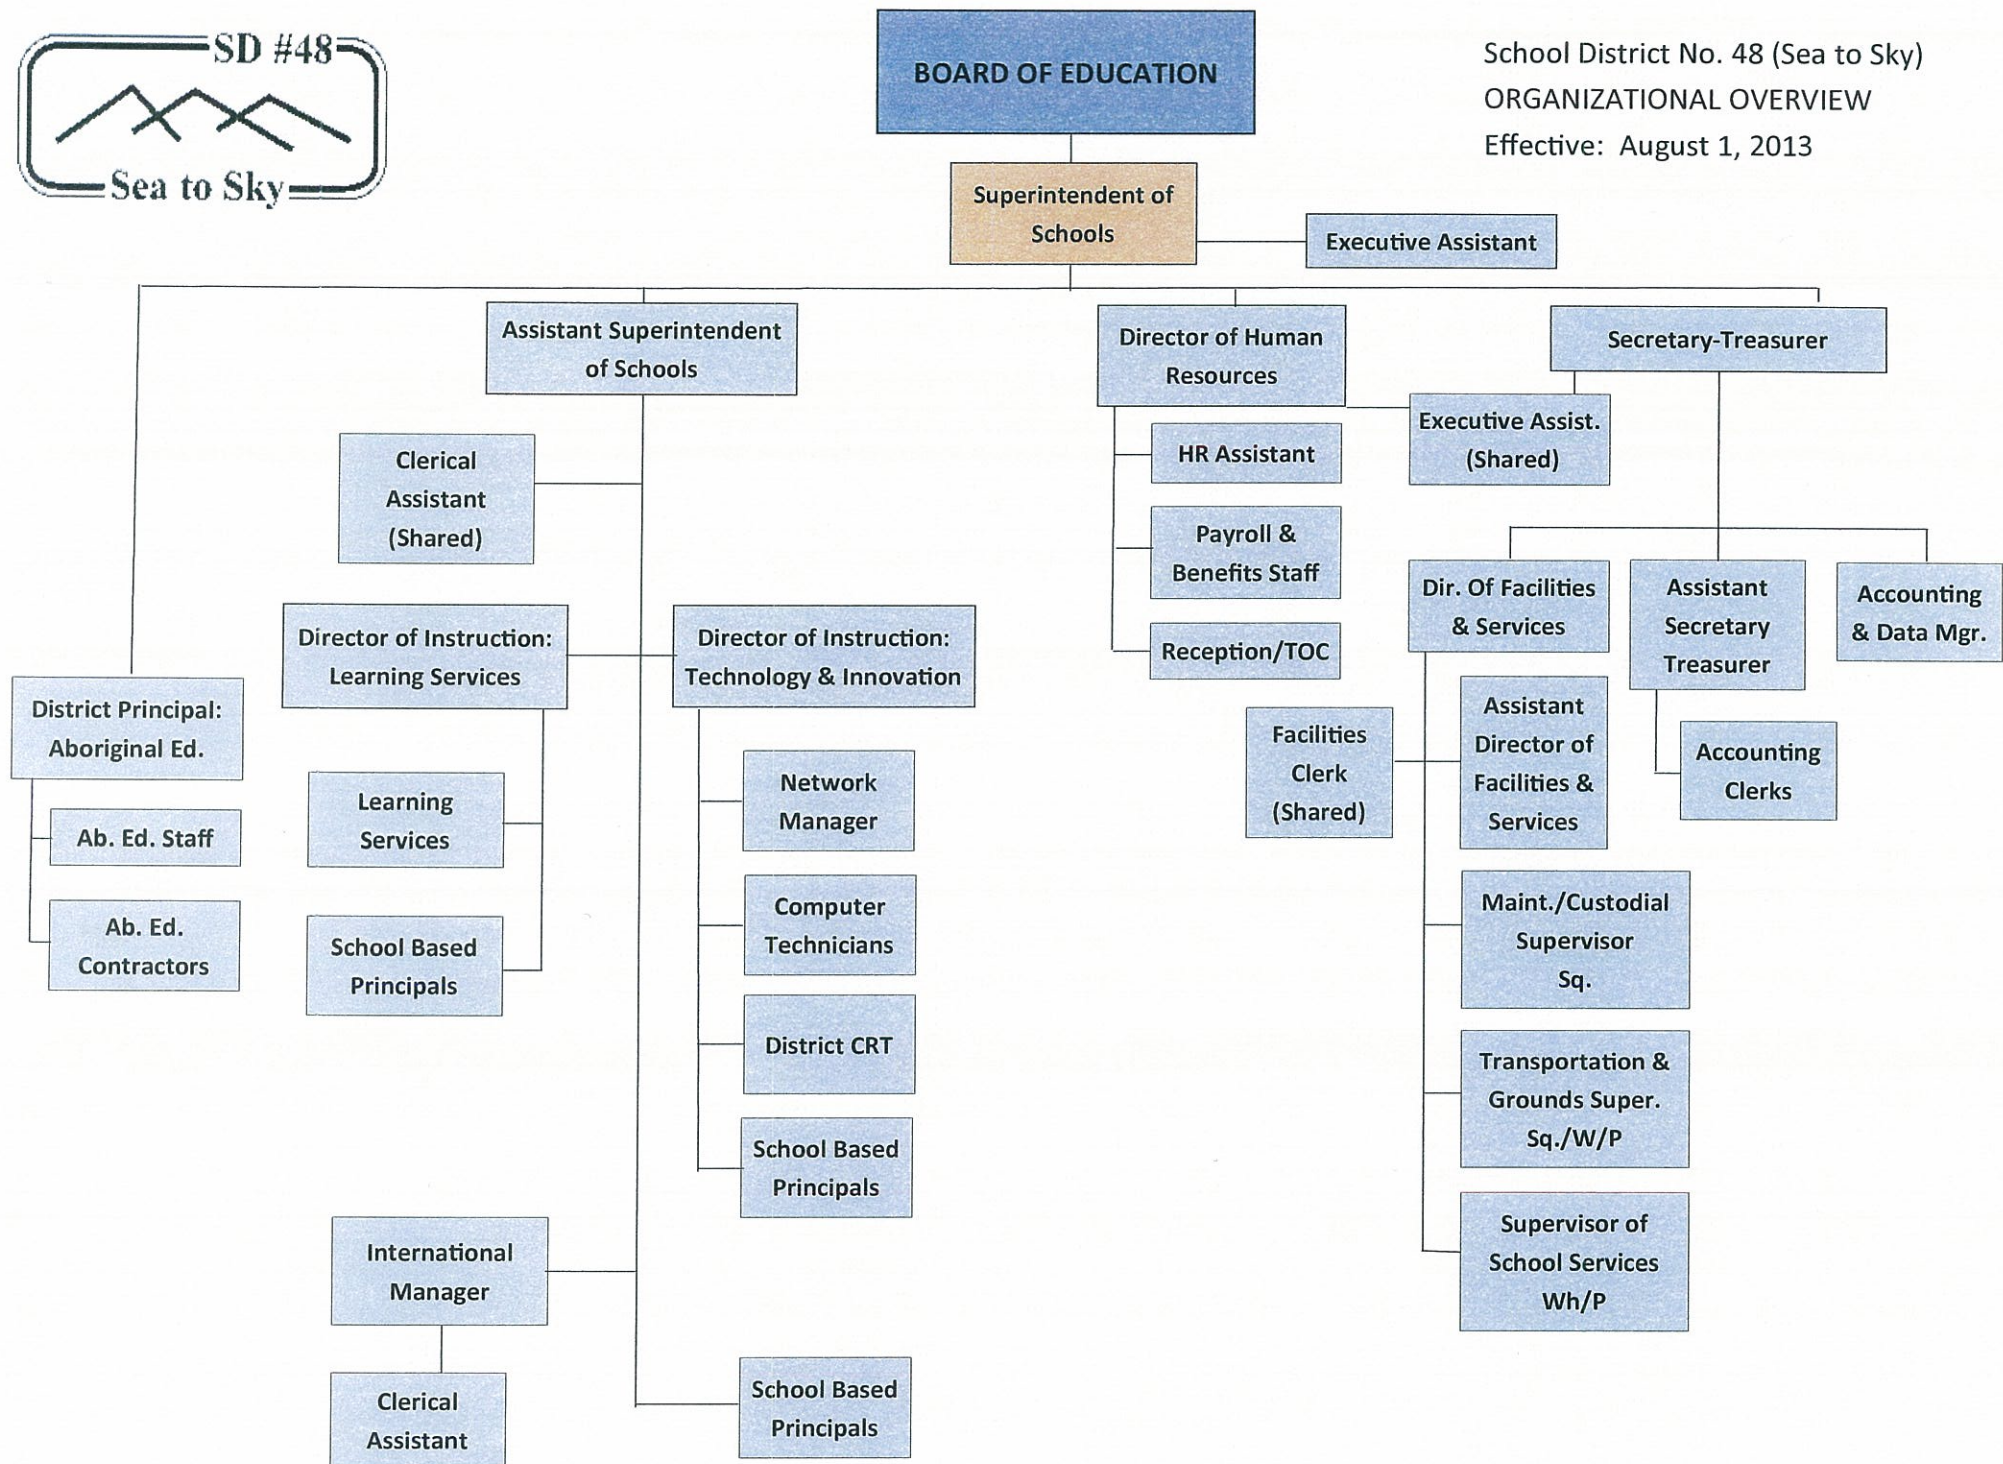 SD #48
Sea to Sky
BOARD OF EDUCATION
School District No. 48 (Sea to Sky)
ORGANIZATIONAL OVERVIEW
Effective: August 1, 2013
Superintendent of
Schools
Executive Assistant
Assistant Superintendent
of Schools
Director of Human
Resources
Secretary-Treasurer
Clerical
Assistant
(Shared)
HR Assistant
Executive Assist.
(Shared)
Payroll &
Benefits Staff
Reception/TOC
Director of Instruction:
Learning Services
Director of Instruction:
Technology & Innovation
Dir. Of Facilities
& Services
Assistant
Secretary
Treasurer
Accounting
& Data Mgr.
District Principal:
Aboriginal Ed.
Ab. Ed. Staff
Ab. Ed.
Contractors
Learning
Services
School Based
Principals
Network
Manager
Computer
Technicians
District CRT
School Based
Principals
Facilities
Clerk
(Shared)
Assistant
Director of
Facilities &
Services
Accounting
Clerks
Maint./Custodial
Supervisor
Sq.
Transportation &
Grounds Super.
Sq./W/P
Supervisor of
School Services
Wh/P
International
Manager
Clerical
Assistant
School Based
Principals